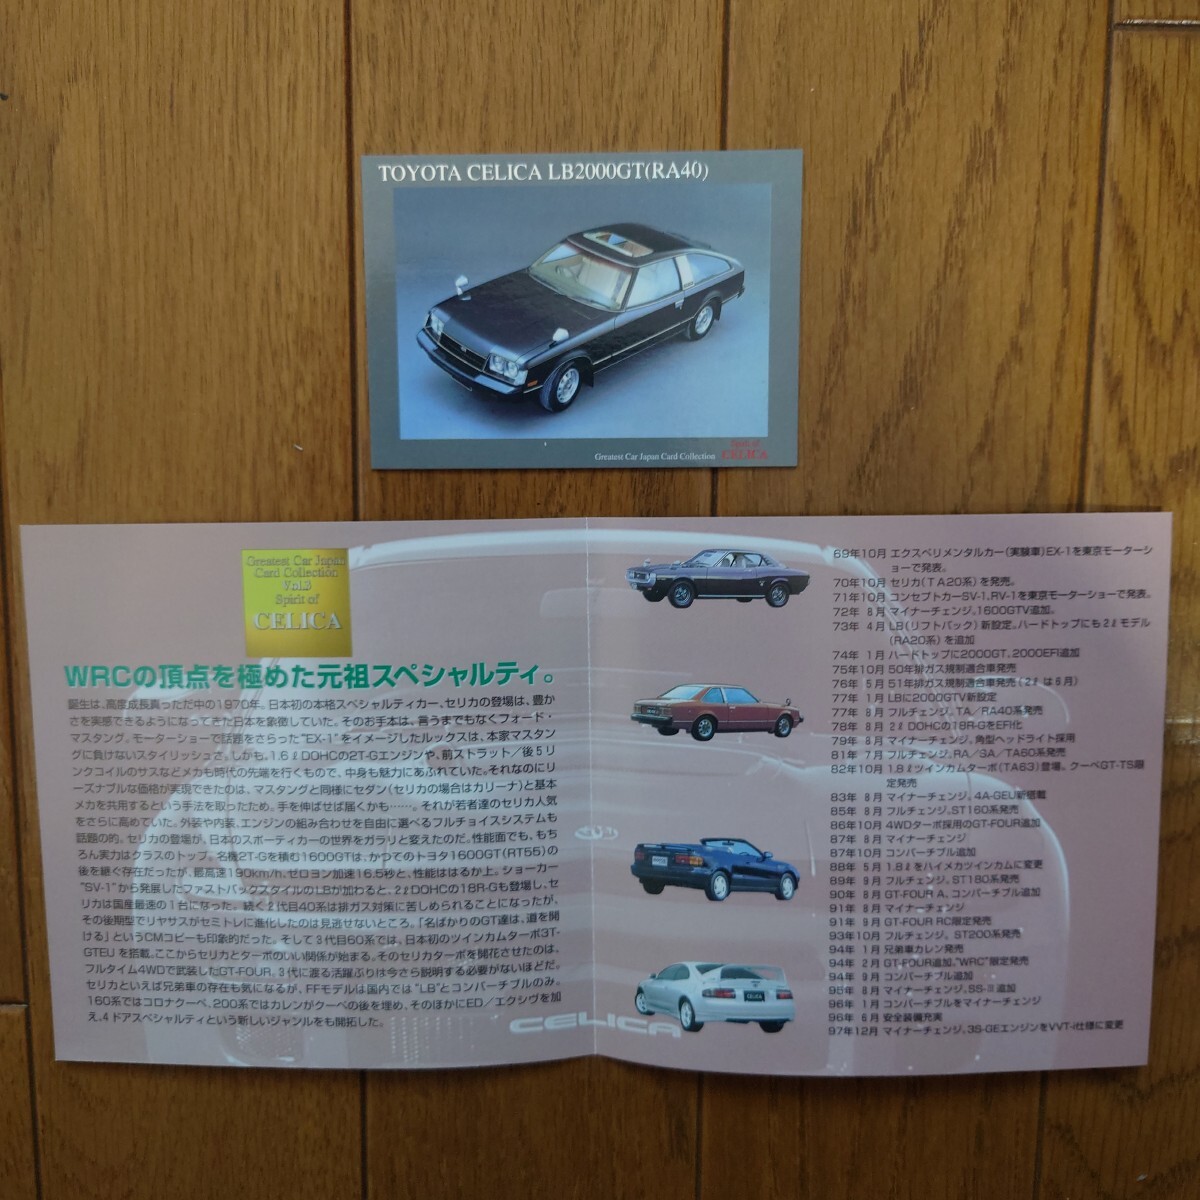 TOYOTA CELICA LB2000GT(RA40)
Greatest Car Japan Card Collection
Spirit of
CELICA
Greatest Car Japan
Card Collection
Vol.3
Spirit of
CELICA
WRCの頂点を極めた元祖スペシャルティ。
誕生は、高度成長真っただ中の1970年。日本初の本格スペシャルティカー、セリカの登場は、豊か
さを実感できるようになってきた日本を象徴していた。そのお手本は、言うまでもなくフォード・
マスタング。モーターショーで話題をさらった"EX-1"をイメージしたルックスは、本家マスタン
グに負けないスタイリッシュさ。しかも、1.6ℓDOHCの2T-Gエンジンや、前ストラット／後5リ
ンクコイルのサスなどメカも時代の先端を行くもので、中身も魅力にあふれていた。それなのにリ
ーズナブルな価格が実現できたのは、マスタングと同様にセダン（セリカの場合はカリーナ）と基本
メカを共用するという手法を取ったため。手を伸ばせば届くかも……。それが若者達のセリカ人気
をさらに高めていた。外装や内装、エンジンの組み合わせを自由に選べるフルチョイスシステムも
話題の的。セリカの登場が、日本のスポーティカーの世界をガラリと変えたのだ。性能面でも、もち
ろん実力はクラスのトップ。名機2T-Gを積む1600GTは、かつてのトヨタ1600GT（RT55）の
後を継ぐ存在だったが、最高速190km/h、ゼロヨン加速16.5秒と、性能ははるか上。ショーカー
"SV-1"から発展したファストバックスタイルのLBが加わると、2ℓDOHCの18R-Gも登場し、セ
リカは国産最速の1台になった。続く2代目40系は排ガス対策に苦しめられることになったが、
その後期型でリヤサスがセミトレに進化したのは見逃せないところ。「名ばかりのGT達は、道を開
ける」というCMコピーも印象的だった。そして3代目60系では、日本初のツインカムターボ3T-
GTEUを搭載。ここからセリカとターボのいい関係が始まる。そのセリカターボを開花させたのは、
フルタイム4WDで武装したGT-FOUR。3代に渡る活躍ぶりは今さら説明する必要がないほどだ。
セリカといえば兄弟車の存在も気になるが、FFモデルは国内では"LB"とコンバーチブルのみ。
160系ではコロナクーペ、200系ではカレンがクーペの後を埋め、そのほかにED／エクシヴを加
え、4ドアスペシャルティという新しいジャンルをも開拓した。
CELICA
69年10月 エクスペリメンタルカー（実験車）EX-1を東京モーターシ
ョーで発表。
70年10月 セリカ（TA20系）を発売。
71年10月 コンセプトカーSV-1、RV-1を東京モーターショーで発表。
72年 8月 マイナーチェンジ。1600GTV追加。
73年 4月 LB（リフトバック）新設定。ハードトップにも2ℓモデル
（RA20系）を追加
74年 1月 ハードトップに2000GT、2000EFI追加
75年10月 50年排ガス規制適合車発売
76年 5月 51年排ガス規制適合車発売（2ℓは6月）
77年 1月 LBに2000GTV新設定
77年 8月 フルチェンジ。TA／RA40系発売
78年 8月 2ℓDOHCの18R-GをEFI化
79年 8月 マイナーチェンジ、角型ヘッドライト採用
81年 7月 フルチェンジ。RA／SA／TA60系発売
82年10月 1.8ℓツインカムターボ（TA63）登場。クーペGT-TS限
定発売
83年 8月 マイナーチェンジ。4A-GEU新搭載
85年 8月 フルチェンジ。ST160系発売
86年10月 4WDターボ採用のGT-FOUR追加
87年 8月 マイナーチェンジ
87年10月 コンバーチブル追加
88年 5月 1.8ℓをハイメカツインカムに変更
89年 9月 フルチェンジ。ST180系発売
90年 8月 GT-FOUR A、コンバーチブル追加
91年 8月 マイナーチェンジ
91年 9月 GT-FOUR RC限定発売
93年10月 フルチェンジ。ST200系発売
94年 1月 兄弟車カレン発売
94年 2月 GT-FOUR追加、"WRC"限定発売
94年 9月 コンバーチブル追加
95年 8月 マイナーチェンジ。SS-Ⅲ追加
96年 1月 コンバーチブルをマイナーチェンジ
96年 6月 安全装備充実
97年12月 マイナーチェンジ。3S-GEエンジンをVVT-i仕様に変更